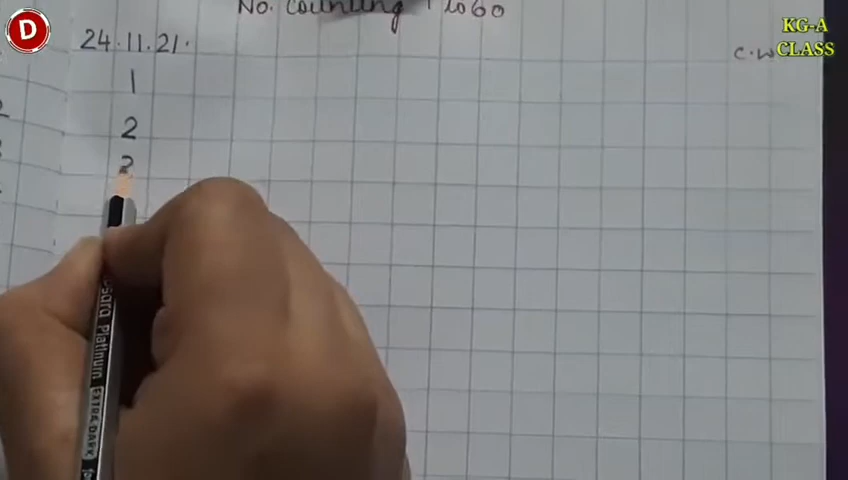 D
No. Counting 1 to 60
KG-A
CLASS
24.11.21.
C.W
1
2
3
EXTRA DARK
Platinum